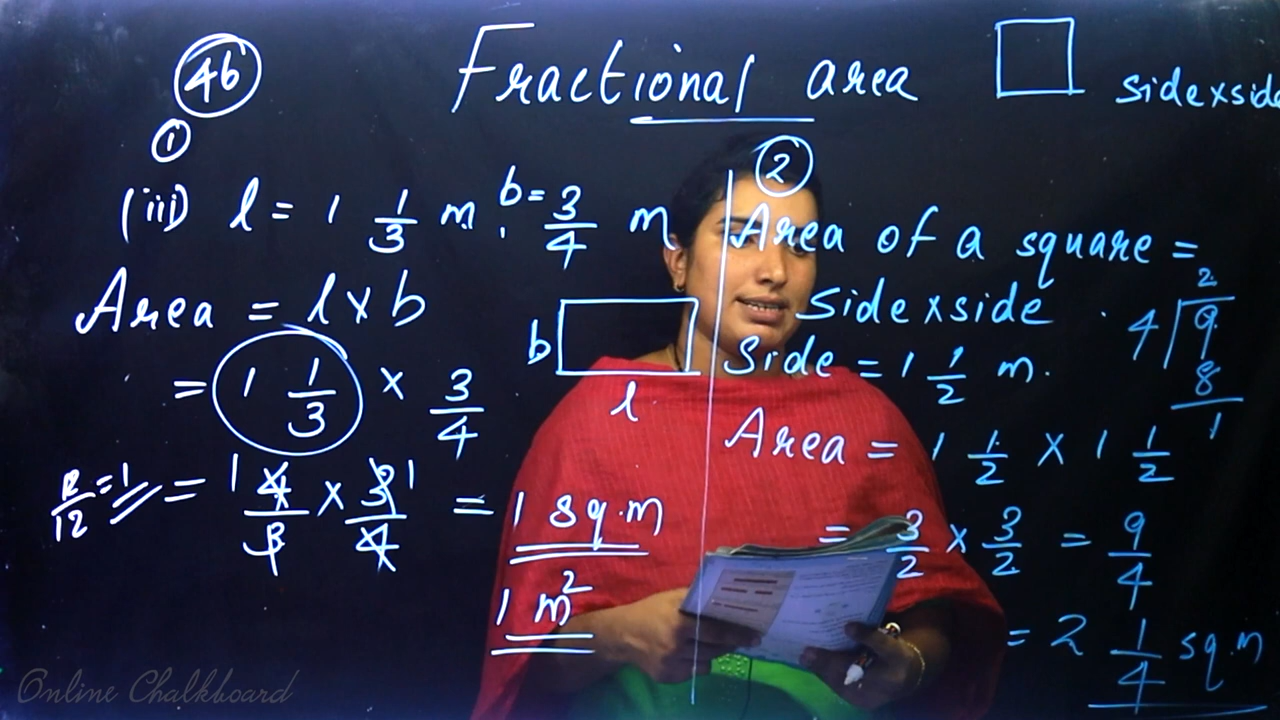 4b
Fractional area
side×side
①
(iii) l = 1 1/3 m, b = 3/4 m
Area = l × b
= 1 1/3 × 3/4
b
l
12/12 = 1
= 1 4/3 × 3/4 1 = 1 sq.m
1 m²
②
Area of a square =
Side × side
Side = 1 1/2 m.
2
4 9
8
1
Area = 1 1/2 × 1 1/2
= 3/2 × 3/2 = 9/4
= 2 1/4 sq.m
Online Chalkboard